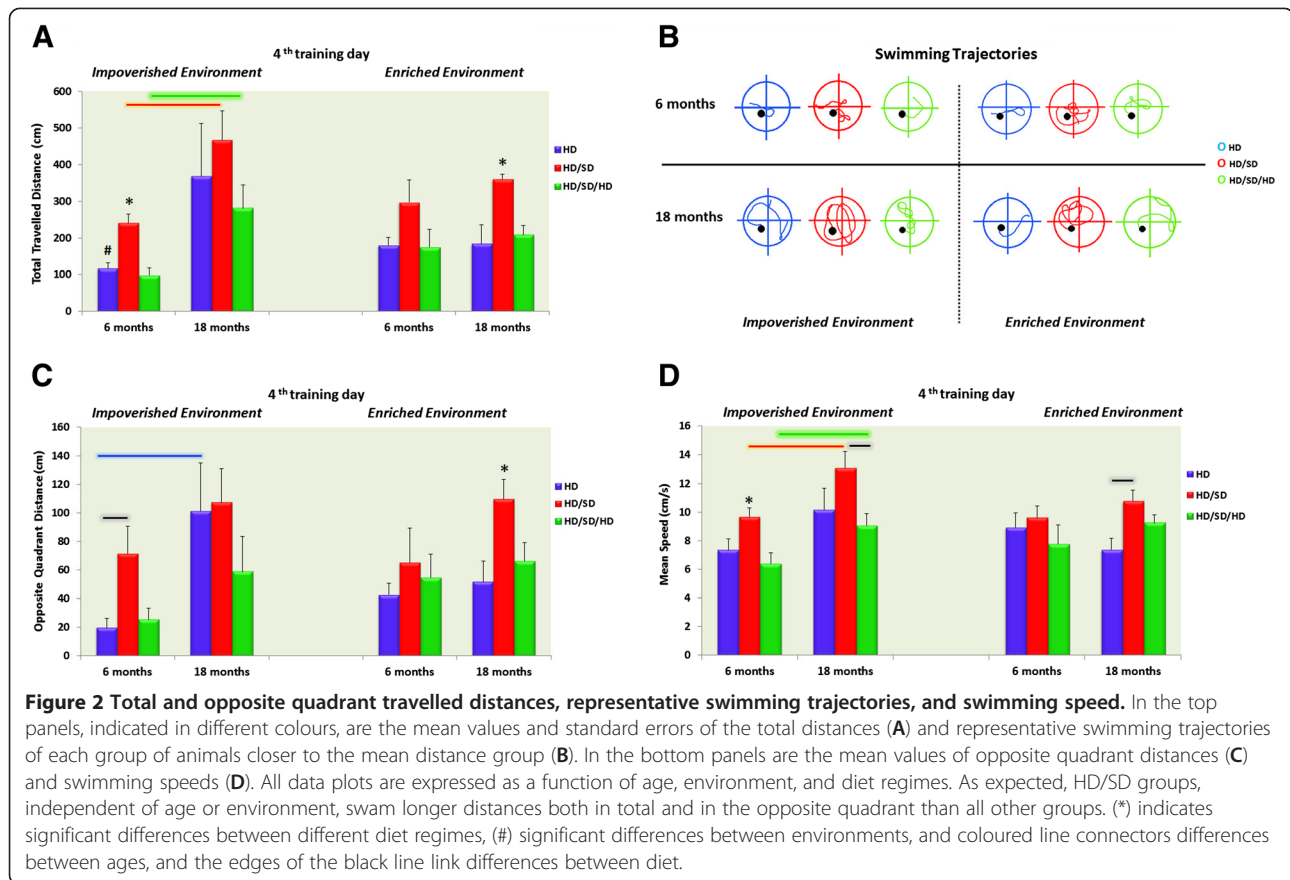 A
4 th training day
Impoverished Environment
Enriched Environment
Total Travelled Distance (cm)
600
500
400
300
200
100
0
#
*
*
6 months
18 months
6 months
18 months
HD
HD/SD
HD/SD/HD
B
Swimming Trajectories
6 months
18 months
HD
HD/SD
HD/SD/HD
Impoverished Environment
Enriched Environment
C
4 th training day
Impoverished Environment
Enriched Environment
Opposite Quadrant Distance (cm)
160
140
120
100
80
60
40
20
0
*
6 months
18 months
6 months
18 months
HD
HD/SD
HD/SD/HD
D
4 th training day
Impoverished Environment
Enriched Environment
Mean Speed (cm/s)
16
14
12
10
8
6
4
2
0
*
6 months
18 months
6 months
18 months
HD
HD/SD
HD/SD/HD
Figure 2 Total and opposite quadrant travelled distances, representative swimming trajectories, and swimming speed. In the top
panels, indicated in different colours, are the mean values and standard errors of the total distances (A) and representative swimming trajectories
of each group of animals closer to the mean distance group (B). In the bottom panels are the mean values of opposite quadrant distances (C)
and swimming speeds (D). All data plots are expressed as a function of age, environment, and diet regimes. As expected, HD/SD groups,
independent of age or environment, swam longer distances both in total and in the opposite quadrant than all other groups. (*) indicates
significant differences between different diet regimes, (#) significant differences between environments, and coloured line connectors differences
between ages, and the edges of the black line link differences between diet.